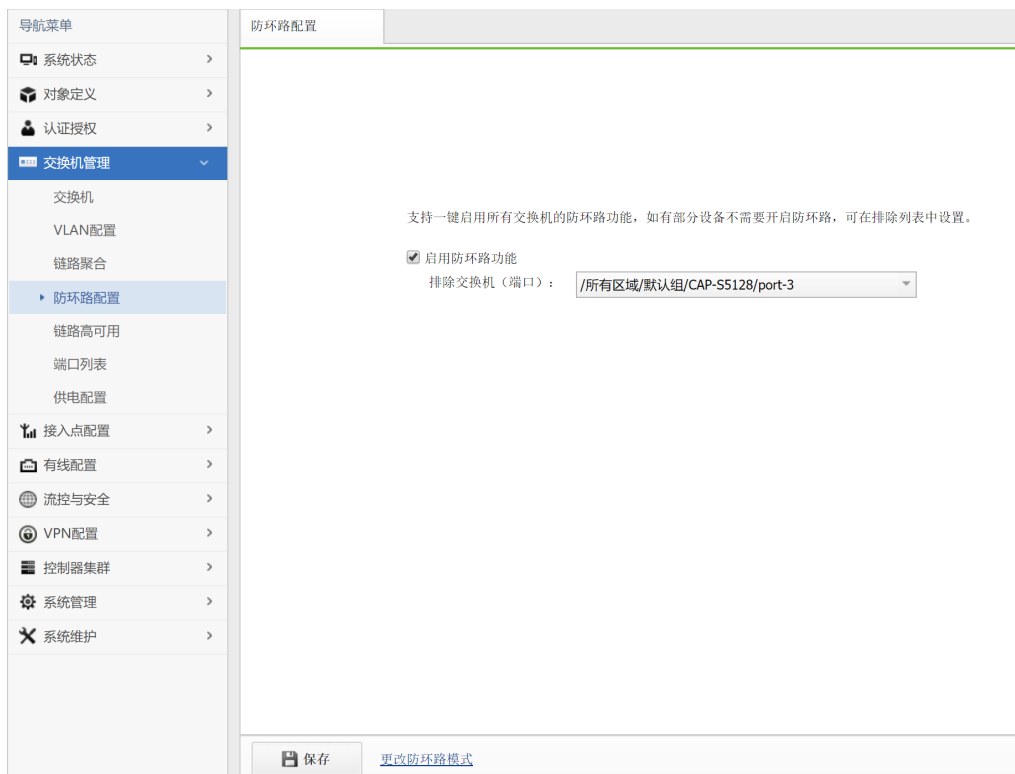 导航菜单
防环路配置
系统状态
对象定义
认证授权
交换机管理
交换机
VLAN配置
链路聚合
防环路配置
链路高可用
端口列表
供电配置
接入点配置
有线配置
流控与安全
VPN配置
控制器集群
系统管理
系统维护
支持一键启用所有交换机的防环路功能，如有部分设备不需要开启防环路，可在排除列表中设置。
启用防环路功能
排除交换机（端口）： /所有区域/默认组/CAP-S5128/port-3
保存 更改防环路模式